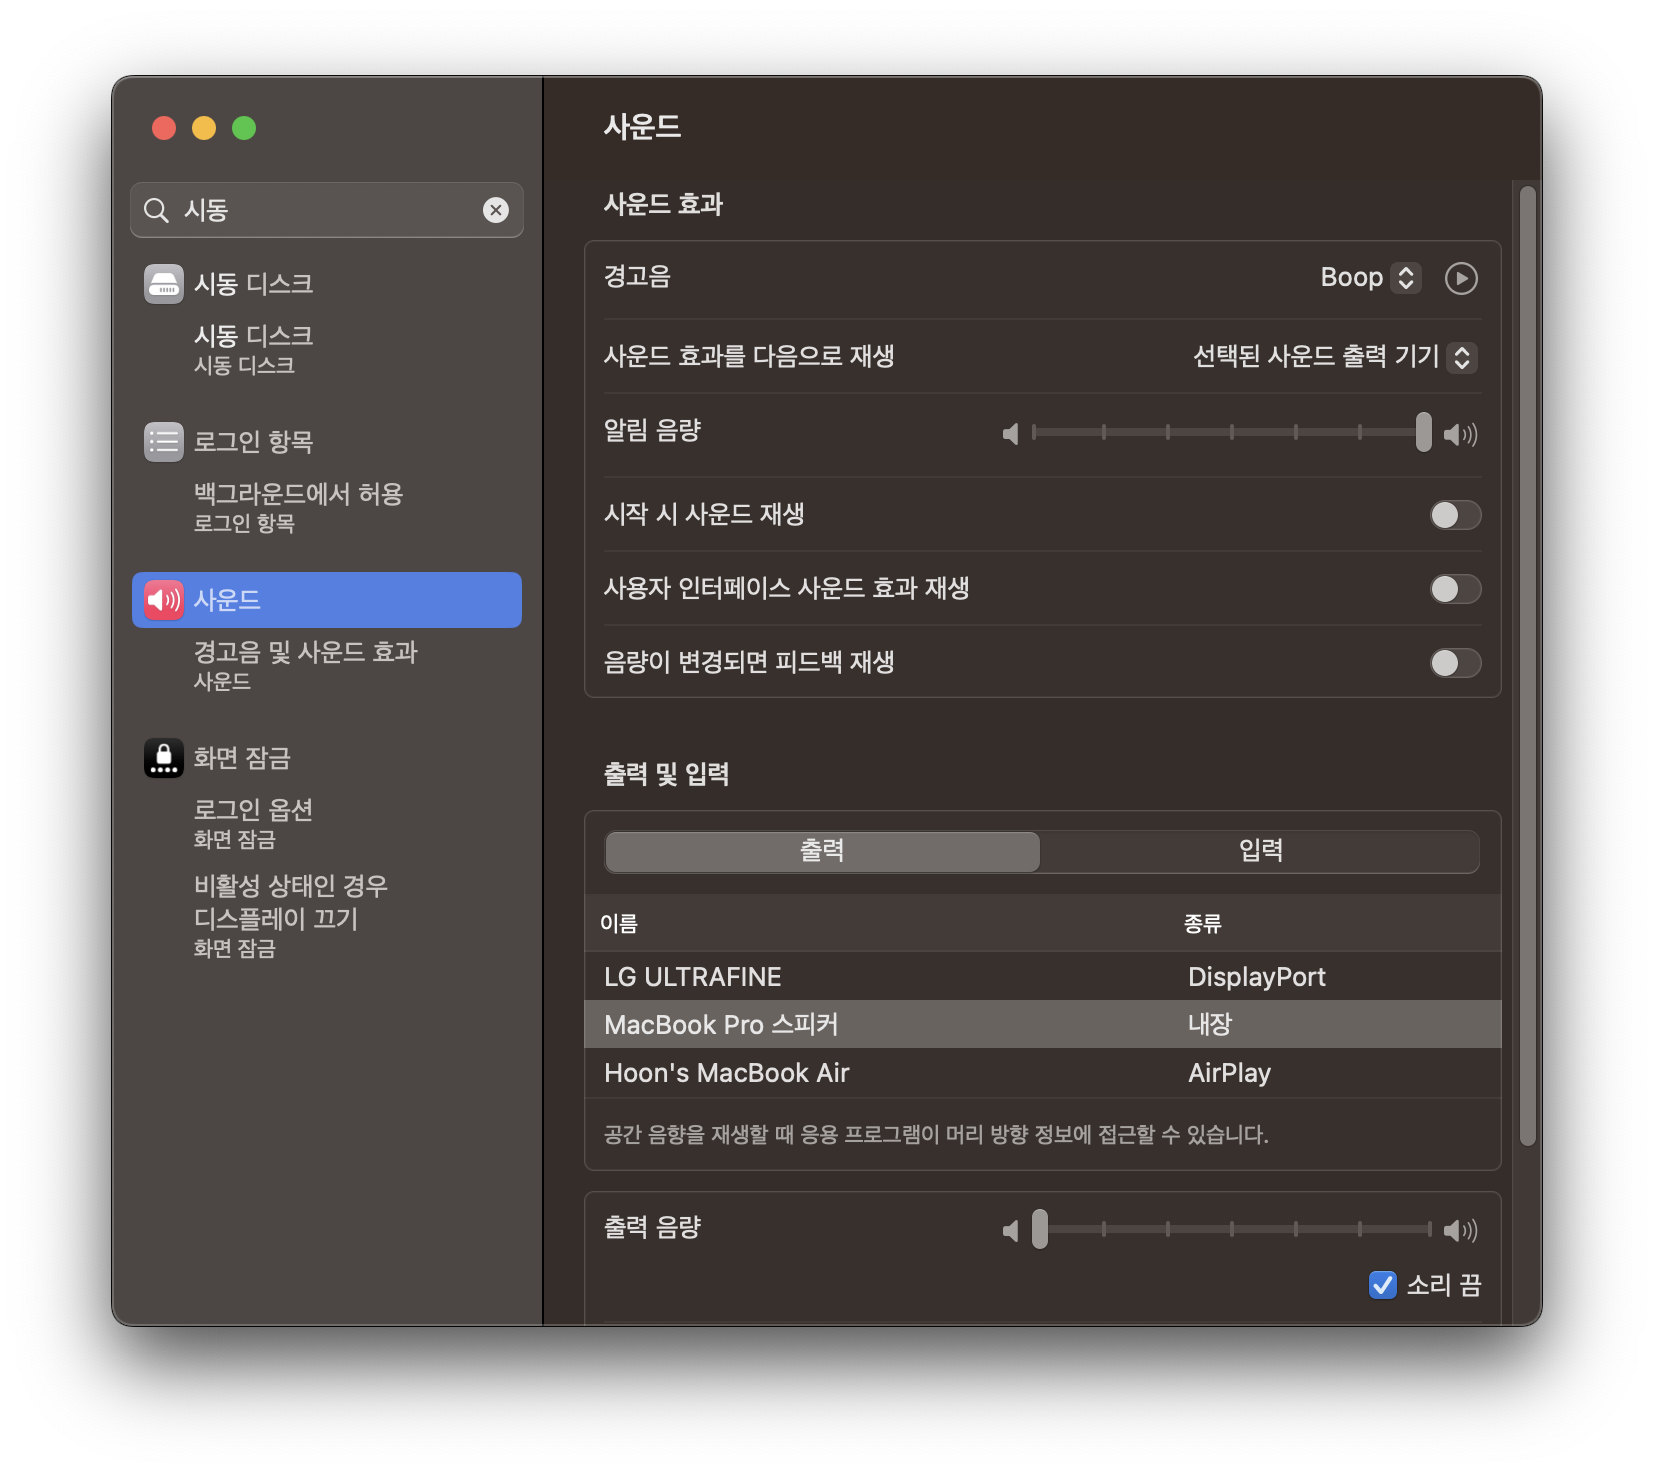 시동
시동 디스크
시동 디스크
시동 디스크
로그인 항목
백그라운드에서 허용
로그인 항목
사운드
경고음 및 사운드 효과
사운드
화면 잠금
로그인 옵션
화면 잠금
비활성 상태인 경우
디스플레이 끄기
화면 잠금
사운드
사운드 효과
경고음 Boop
사운드 효과를 다음으로 재생 선택된 사운드 출력 기기
알림 음량
시작 시 사운드 재생
사용자 인터페이스 사운드 효과 재생
음량이 변경되면 피드백 재생
출력 및 입력
출력 입력
이름 종류
LG ULTRAFINE DisplayPort
MacBook Pro 스피커 내장
Hoon's MacBook Air AirPlay
공간 음향을 재생할 때 응용 프로그램이 머리 방향 정보에 접근할 수 있습니다.
출력 음량
소리 끔